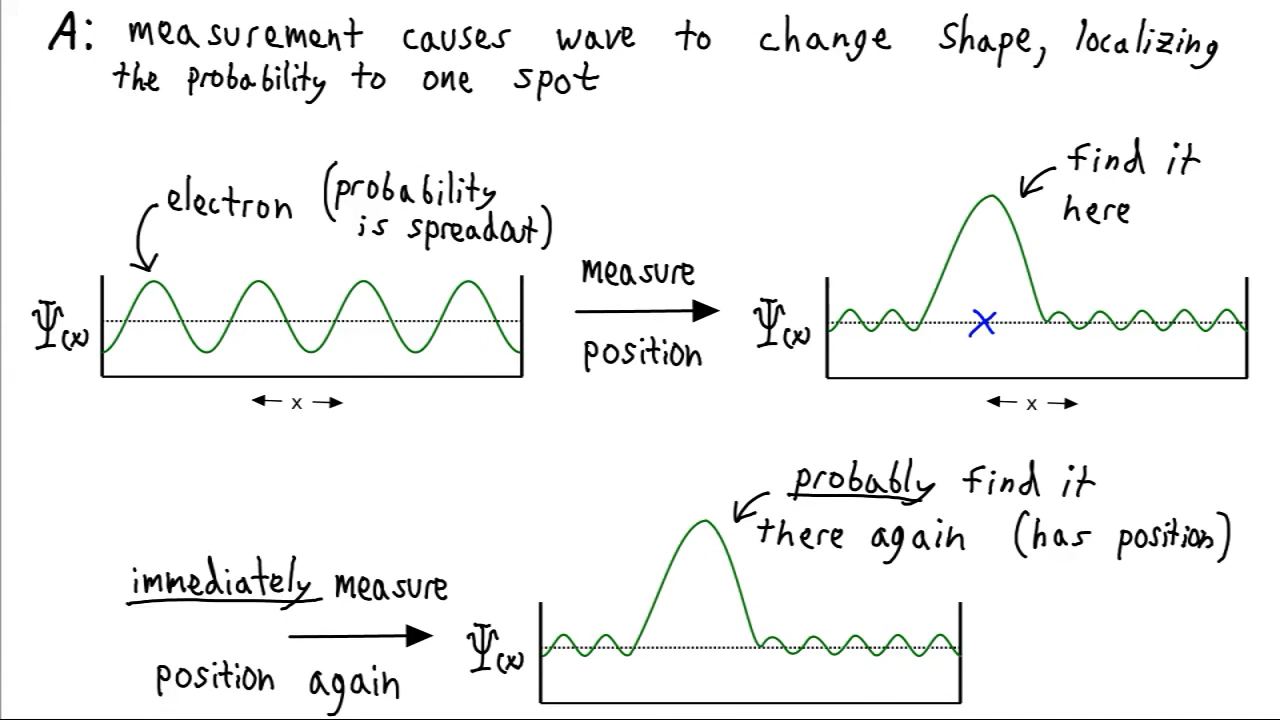 A: measurement causes wave to change shape, localizing
the probability to one spot
electron (probability
is spreadout)
find it
here
measure
position
Ψ(x)
Ψ(x)
x
x
probably find it
there again (has position)
immediately measure
position again
Ψ(x)